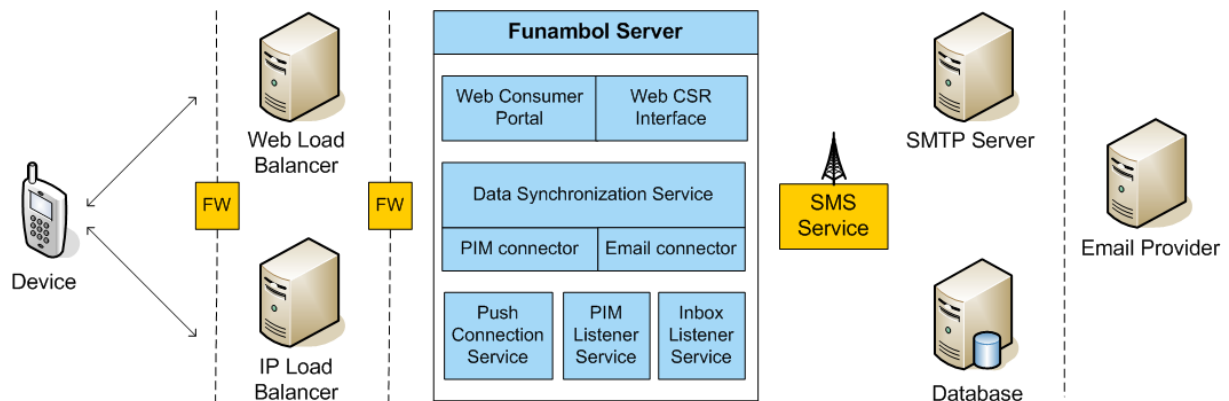 Funambol Server
Web Consumer
Portal
Web CSR
Interface
Web Load
Balancer
SMTP Server
Data Synchronization Service
FW
FW
SMS
Service
PIM connector
Email connector
Email Provider
Device
Push
Connection
Service
PIM
Listener
Service
Inbox
Listener
Service
IP Load
Balancer
Database